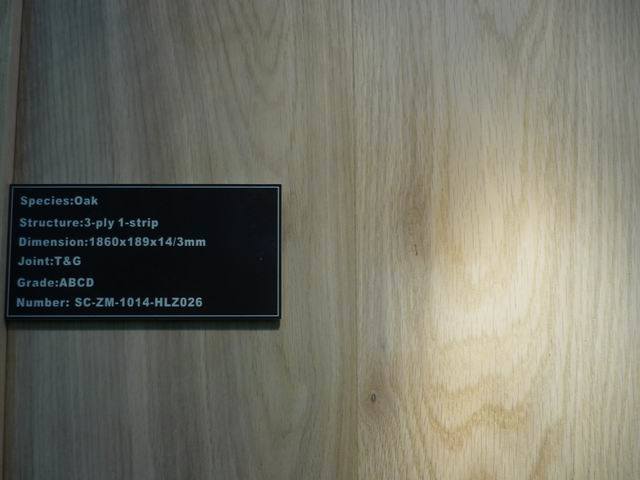 Species:Oak
Structure:3-ply 1-strip
Dimension:1860x189x14/3mm
Joint:T&G
Grade:ABCD
Number: SC-ZM-1014-HLZ026